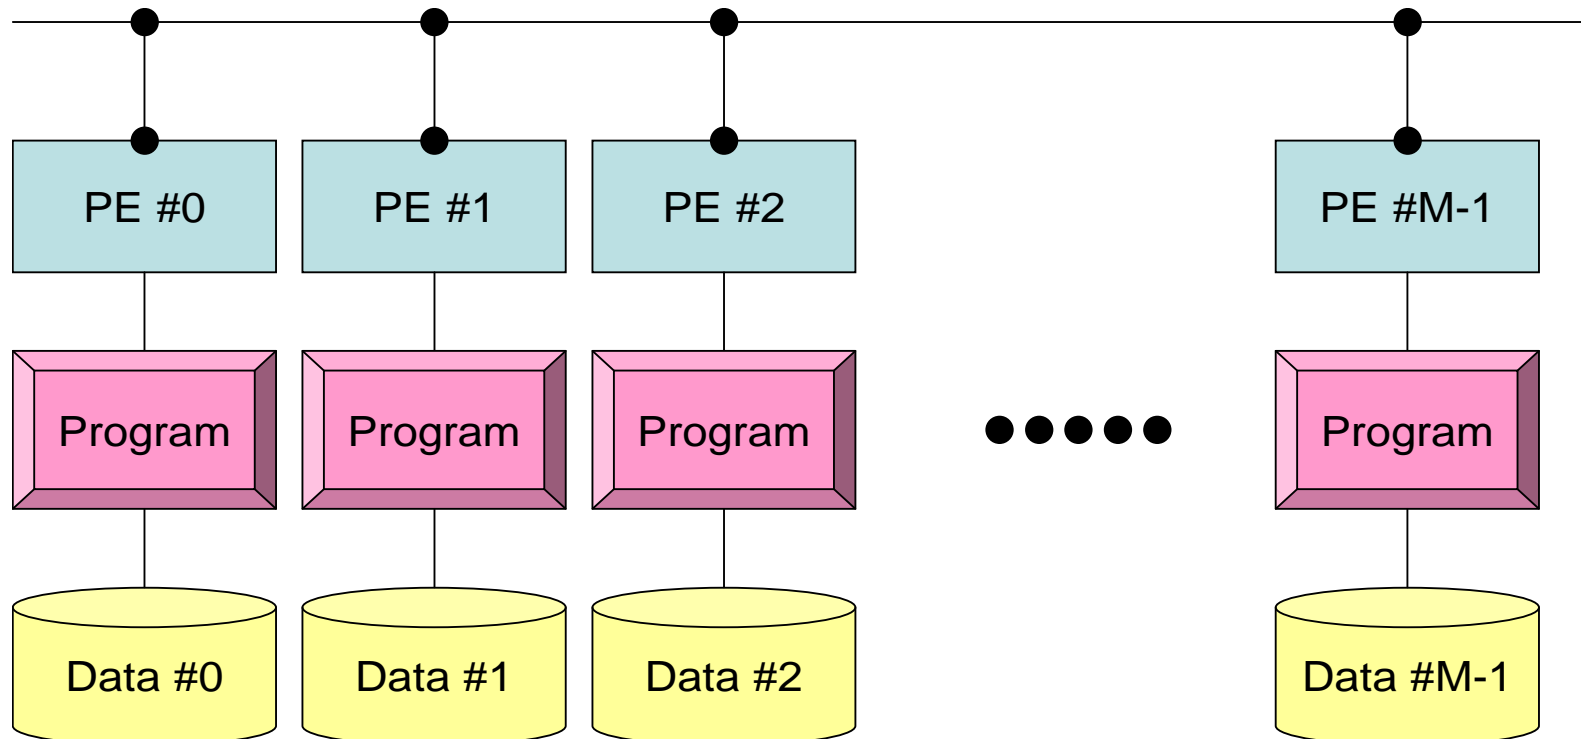 PE #0
PE #1
PE #2
PE #M-1
Program
Program
Program
Program
Data #0
Data #1
Data #2
Data #M-1